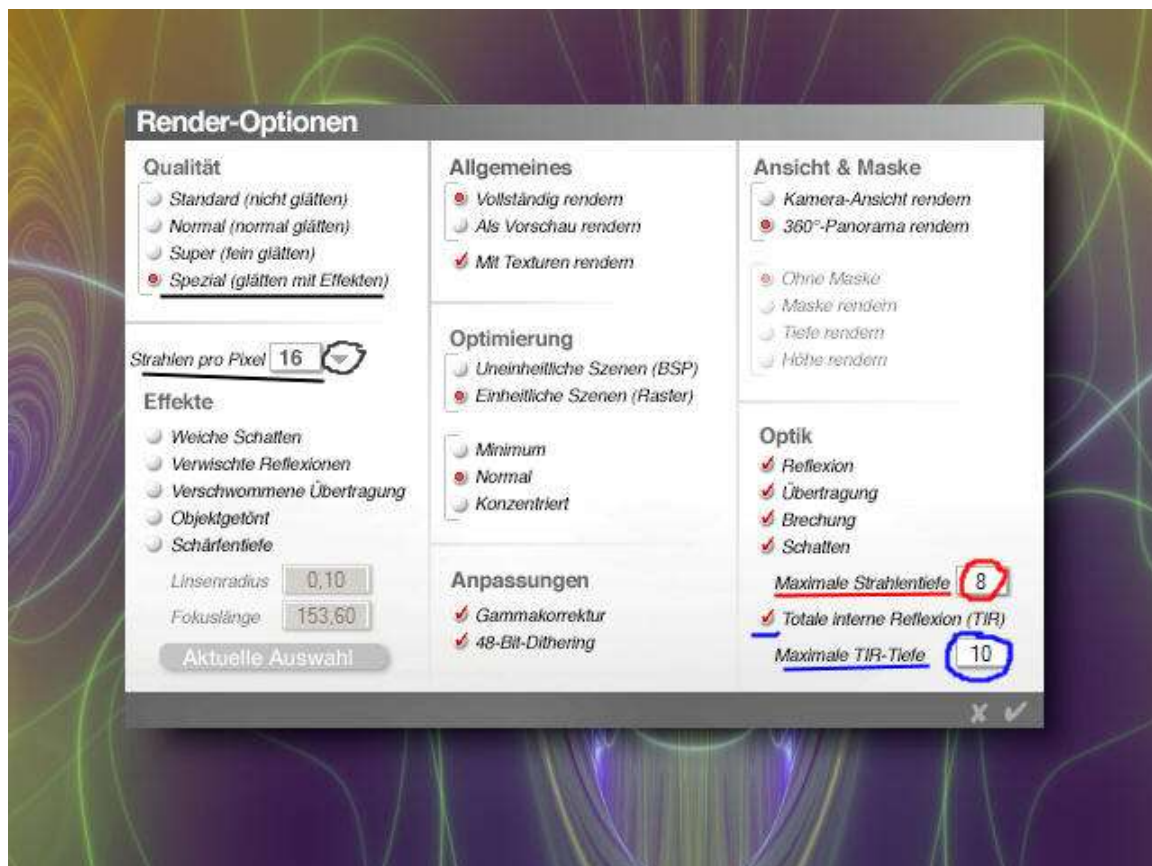 Render-Optionen
Qualität
Standard (nicht glätten)
Normal (normal glätten)
Super (fein glätten)
Spezial (glätten mit Effekten)
Strahlen pro Pixel 16
Effekte
Weiche Schatten
Verwischte Reflexionen
Verschwommene Übertragung
Objektgetönt
Schärfentiefe
Linsenradius 0,10
Fokuslänge 153,60
Aktuelle Auswahl
Allgemeines
Vollständig rendern
Als Vorschau rendern
Mit Texturen rendern
Optimierung
Uneinheitliche Szenen (BSP)
Einheitliche Szenen (Raster)
Minimum
Normal
Konzentriert
Anpassungen
Gammakorrektur
48-Bit-Dithering
Ansicht & Maske
Kamera-Ansicht rendern
360°-Panorama rendern
Ohne Maske
Maske rendern
Tiefe rendern
Höhe rendern
Optik
Reflexion
Übertragung
Brechung
Schatten
Maximale Strahlentiefe 8
Totale interne Reflexion (TIR)
Maximale TIR-Tiefe 10